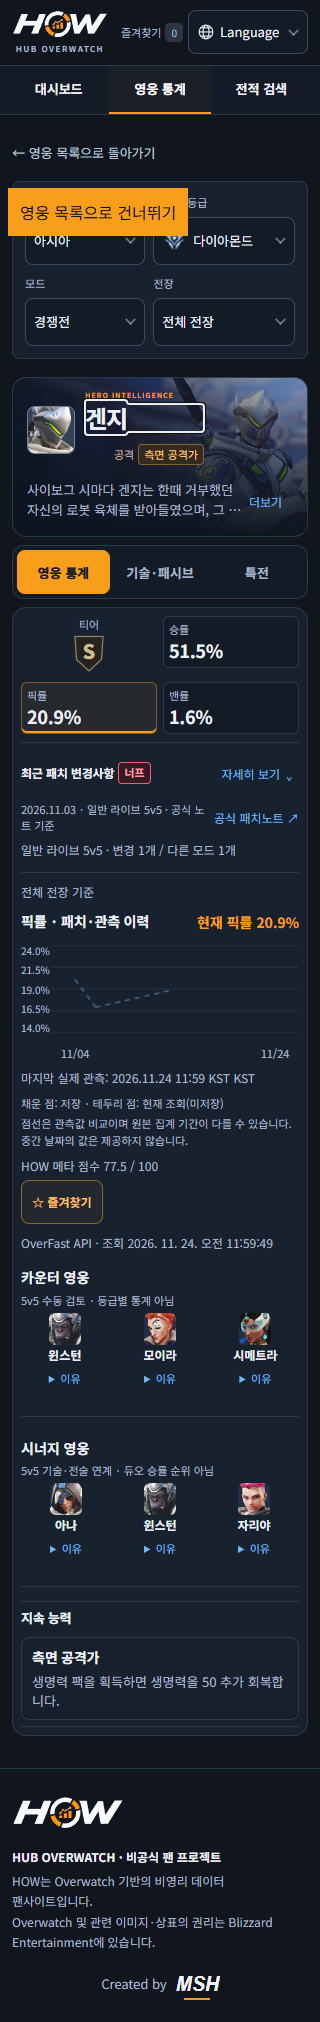 HOW
HUB OVERWATCH
즐겨찾기 0
Language
대시보드
영웅 통계
전적 검색
← 영웅 목록으로 돌아가기
영웅 목록으로 건너뛰기
등급
아시아
다이아몬드
모드
전장
경쟁전
전체 전장
HERO INTELLIGENCE
겐지
공격 측면 공격가
사이보그 시마다 겐지는 한때 거부했던
자신의 로봇 육체를 받아들였으며, 그 …
더보기
영웅 통계
기술·패시브
특전
티어
S
승률
51.5%
픽률
20.9%
밴률
1.6%
최근 패치 변경사항 너프
자세히 보기
2026.11.03 · 일반 라이브 5v5 · 공식 노
트 기준
공식 패치노트 ↗
일반 라이브 5v5 · 변경 1개 / 다른 모드 1개
전체 전장 기준
픽률 · 패치·관측 이력
현재 픽률 20.9%
24.0%
21.5%
19.0%
16.5%
14.0%
11/04
11/24
마지막 실제 관측: 2026.11.24 11:59 KST KST
채운 점: 저장 · 테두리 점: 현재 조회(미저장)
점선은 관측값 비교이며 원본 집계 기간이 다를 수 있습니다.
중간 날짜의 값은 제공하지 않습니다.
HOW 메타 점수 77.5 / 100
☆ 즐겨찾기
OverFast API · 조회 2026. 11. 24. 오전 11:59:49
카운터 영웅
5v5 수동 검토 · 등급별 통계 아님
윈스턴
모이라
시메트라
▶ 이유
▶ 이유
▶ 이유
시너지 영웅
5v5 기술·전술 연계 · 듀오 승률 순위 아님
아나
윈스턴
자리야
▶ 이유
▶ 이유
▶ 이유
지속 능력
측면 공격가
생명력 팩을 획득하면 생명력을 50 추가 회복합
니다.
HOW
HUB OVERWATCH · 비공식 팬 프로젝트
HOW는 Overwatch 기반의 비영리 데이터
팬사이트입니다.
Overwatch 및 관련 이미지·상표의 권리는 Blizzard
Entertainment에 있습니다.
Created by MSH